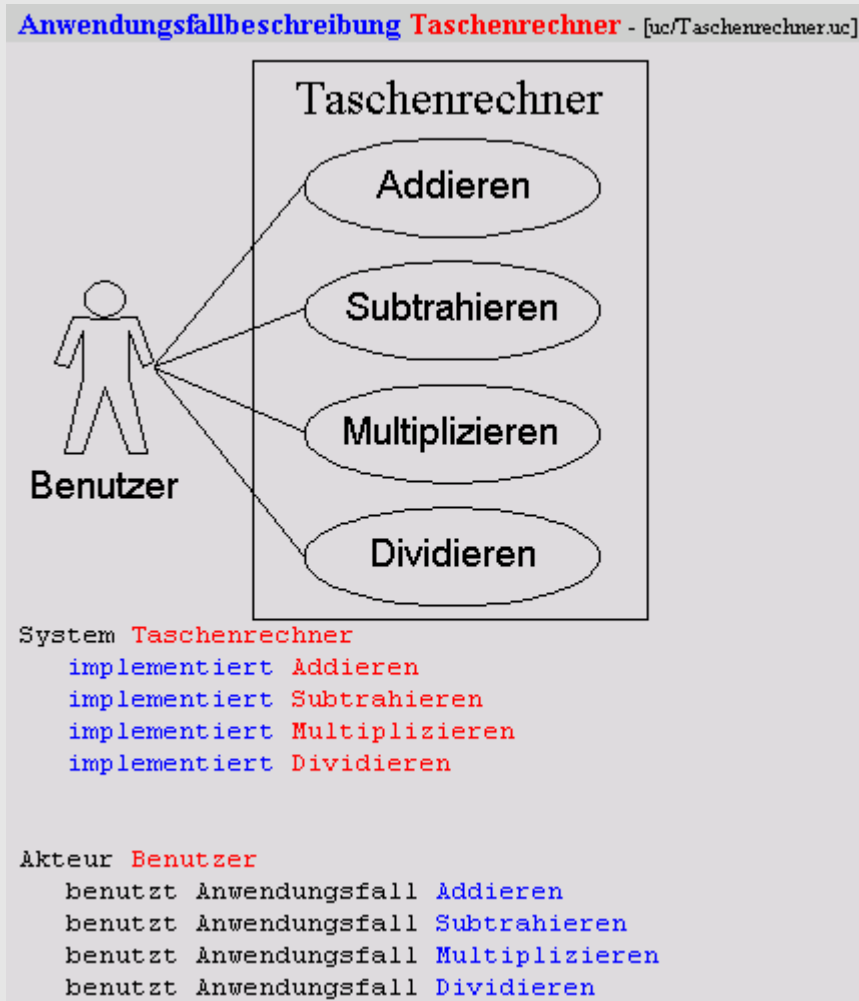 Anwendungsfallbeschreibung Taschenrechner - [uc/Taschenrechner.uc]
Taschenrechner
Addieren
Subtrahieren
Multiplizieren
Dividieren
Benutzer
System Taschenrechner
implementiert Addieren
implementiert Subtrahieren
implementiert Multiplizieren
implementiert Dividieren
Akteur Benutzer
benutzt Anwendungsfall Addieren
benutzt Anwendungsfall Subtrahieren
benutzt Anwendungsfall Multiplizieren
benutzt Anwendungsfall Dividieren